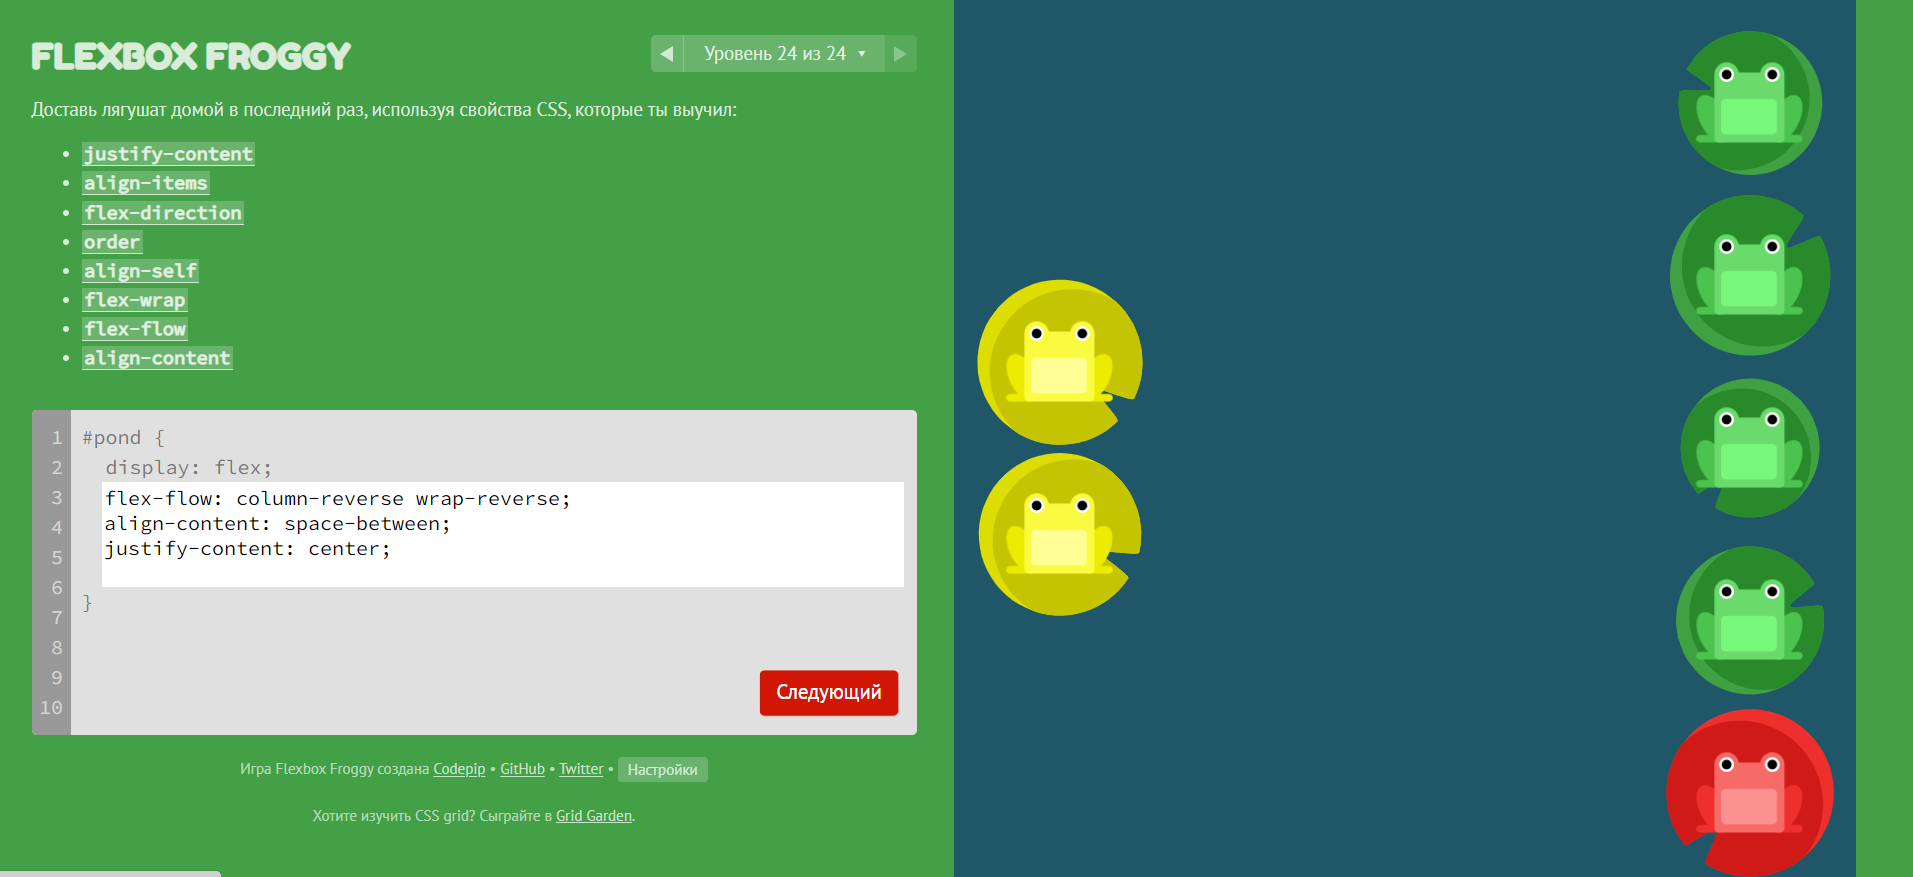 FLEXBOX FROGGY
◀ Уровень 24 из 24 ▼ ▶
Доставь лягушат домой в последний раз, используя свойства CSS, которые ты выучил:
• justify-content
• align-items
• flex-direction
• order
• align-self
• flex-wrap
• flex-flow
• align-content
1 #pond {
2 display: flex;
3 flex-flow: column-reverse wrap-reverse;
4 align-content: space-between;
5 justify-content: center;
6 }
7
8
9
10
Следующий
Игра Flexbox Froggy создана Codepip • GitHub • Twitter • Настройки
Хотите изучить CSS grid? Сыграйте в Grid Garden.